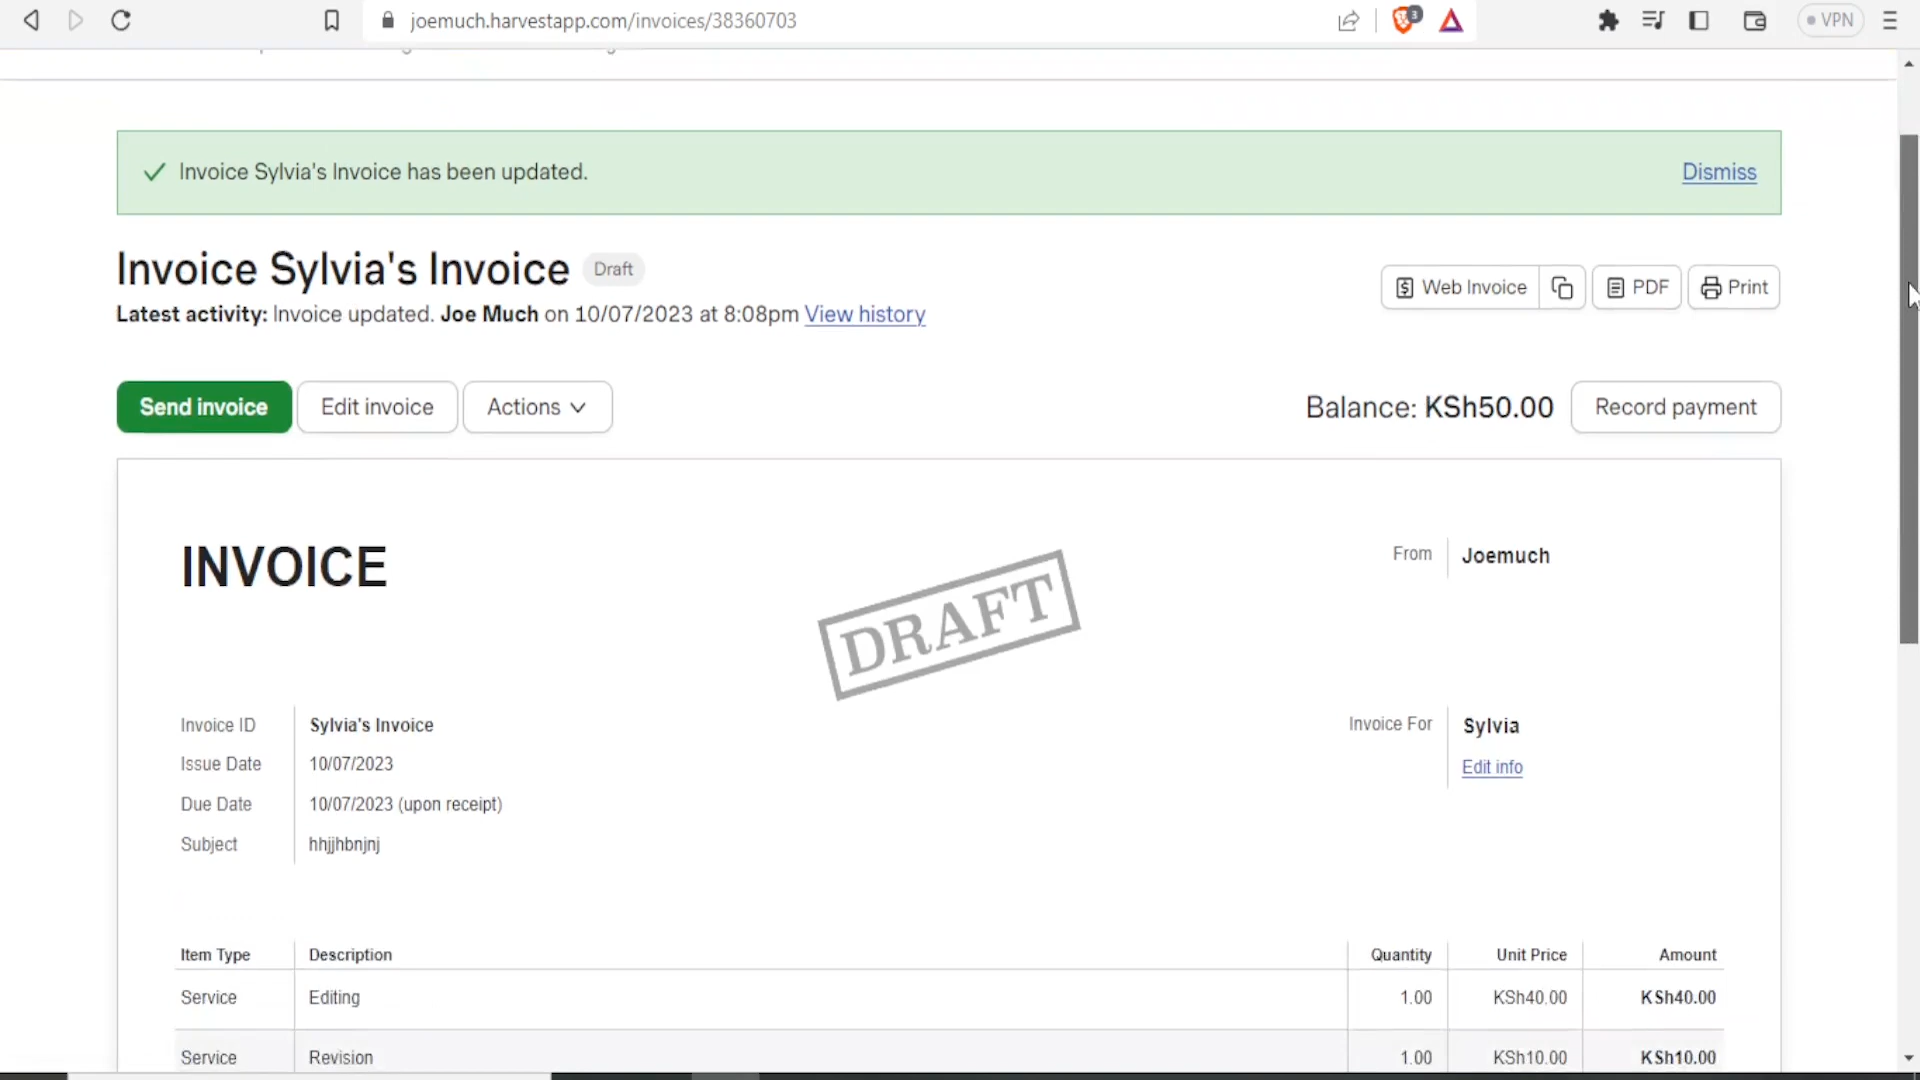 joemuch.harvestapp.com/invoices/38360703
3
VPN
Invoice Sylvia's Invoice has been updated.
Dismiss
Invoice Sylvia's Invoice Draft
Latest activity: Invoice updated. Joe Much on 10/07/2023 at 8:08pm View history
Web Invoice PDF Print
Send invoice Edit invoice Actions
Balance: KSh50.00 Record payment
INVOICE
DRAFT
From Joemuch
Invoice ID Sylvia's Invoice
Issue Date 10/07/2023
Due Date 10/07/2023 (upon receipt)
Subject hhjjhbnjnj
Invoice For Sylvia
Edit info
Item Type Description Quantity Unit Price Amount
Service Editing 1.00 KSh40.00 KSh40.00
Service Revision 1.00 KSh10.00 KSh10.00